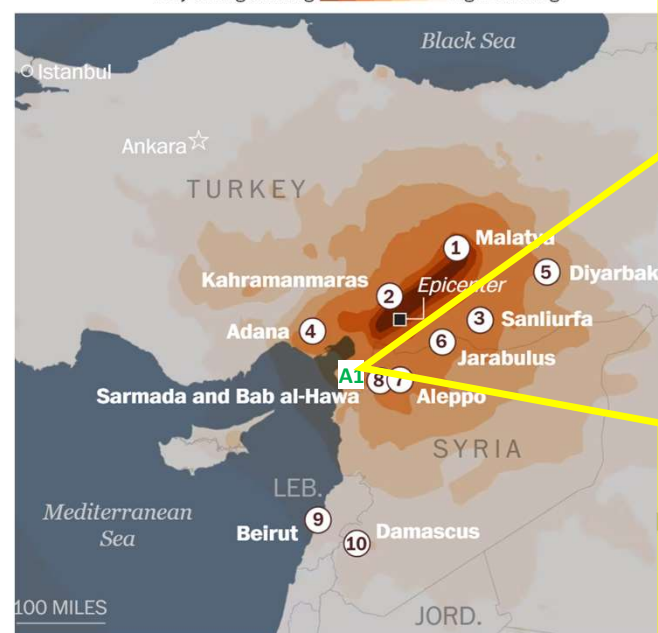 Black Sea
Istanbul
Ankara
TURKEY
1 Malatya
Kahramanmaras
2
Epicenter
5 Diyarbak
Adana 4
3 Sanliurfa
6
Jarabulus
A1
8 7
Sarmada and Bab al-Hawa
Aleppo
SYRIA
LEB.
Mediterranean
Sea
Beirut 9
10 Damascus
100 MILES
JORD.